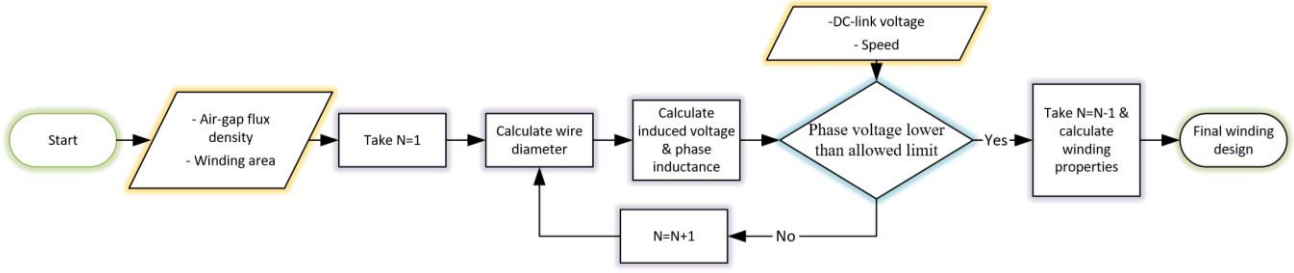 Start
- Air-gap flux
density
- Winding area
Take N=1
Calculate wire
diameter
Calculate
induced voltage
& phase
inductance
-DC-link voltage
- Speed
Phase voltage lower
than allowed limit
Yes
Take N=N-1 &
calculate
winding
properties
Final winding
design
No
N=N+1